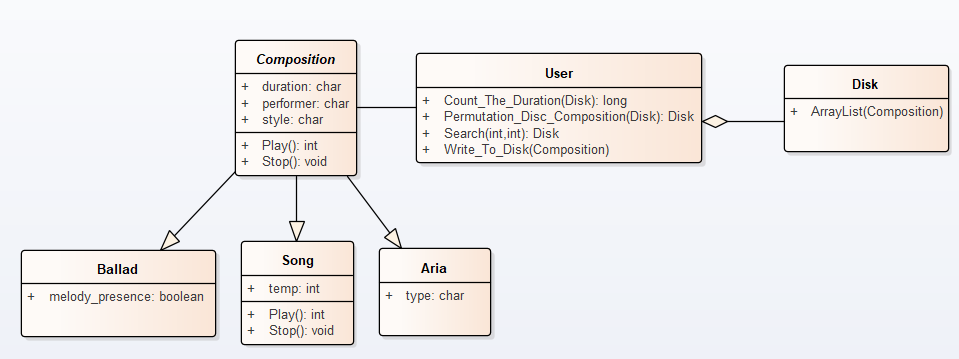 Composition
+ duration: char
+ performer: char
+ style: char
+ Play(): int
+ Stop(): void
User
+ Count_The_Duration(Disk): long
+ Permutation_Disc_Composition(Disk): Disk
+ Search(int,int): Disk
+ Write_To_Disk(Composition)
Disk
+ ArrayList(Composition)
Ballad
+ melody_presence: boolean
Song
+ temp: int
+ Play(): int
+ Stop(): void
Aria
+ type: char